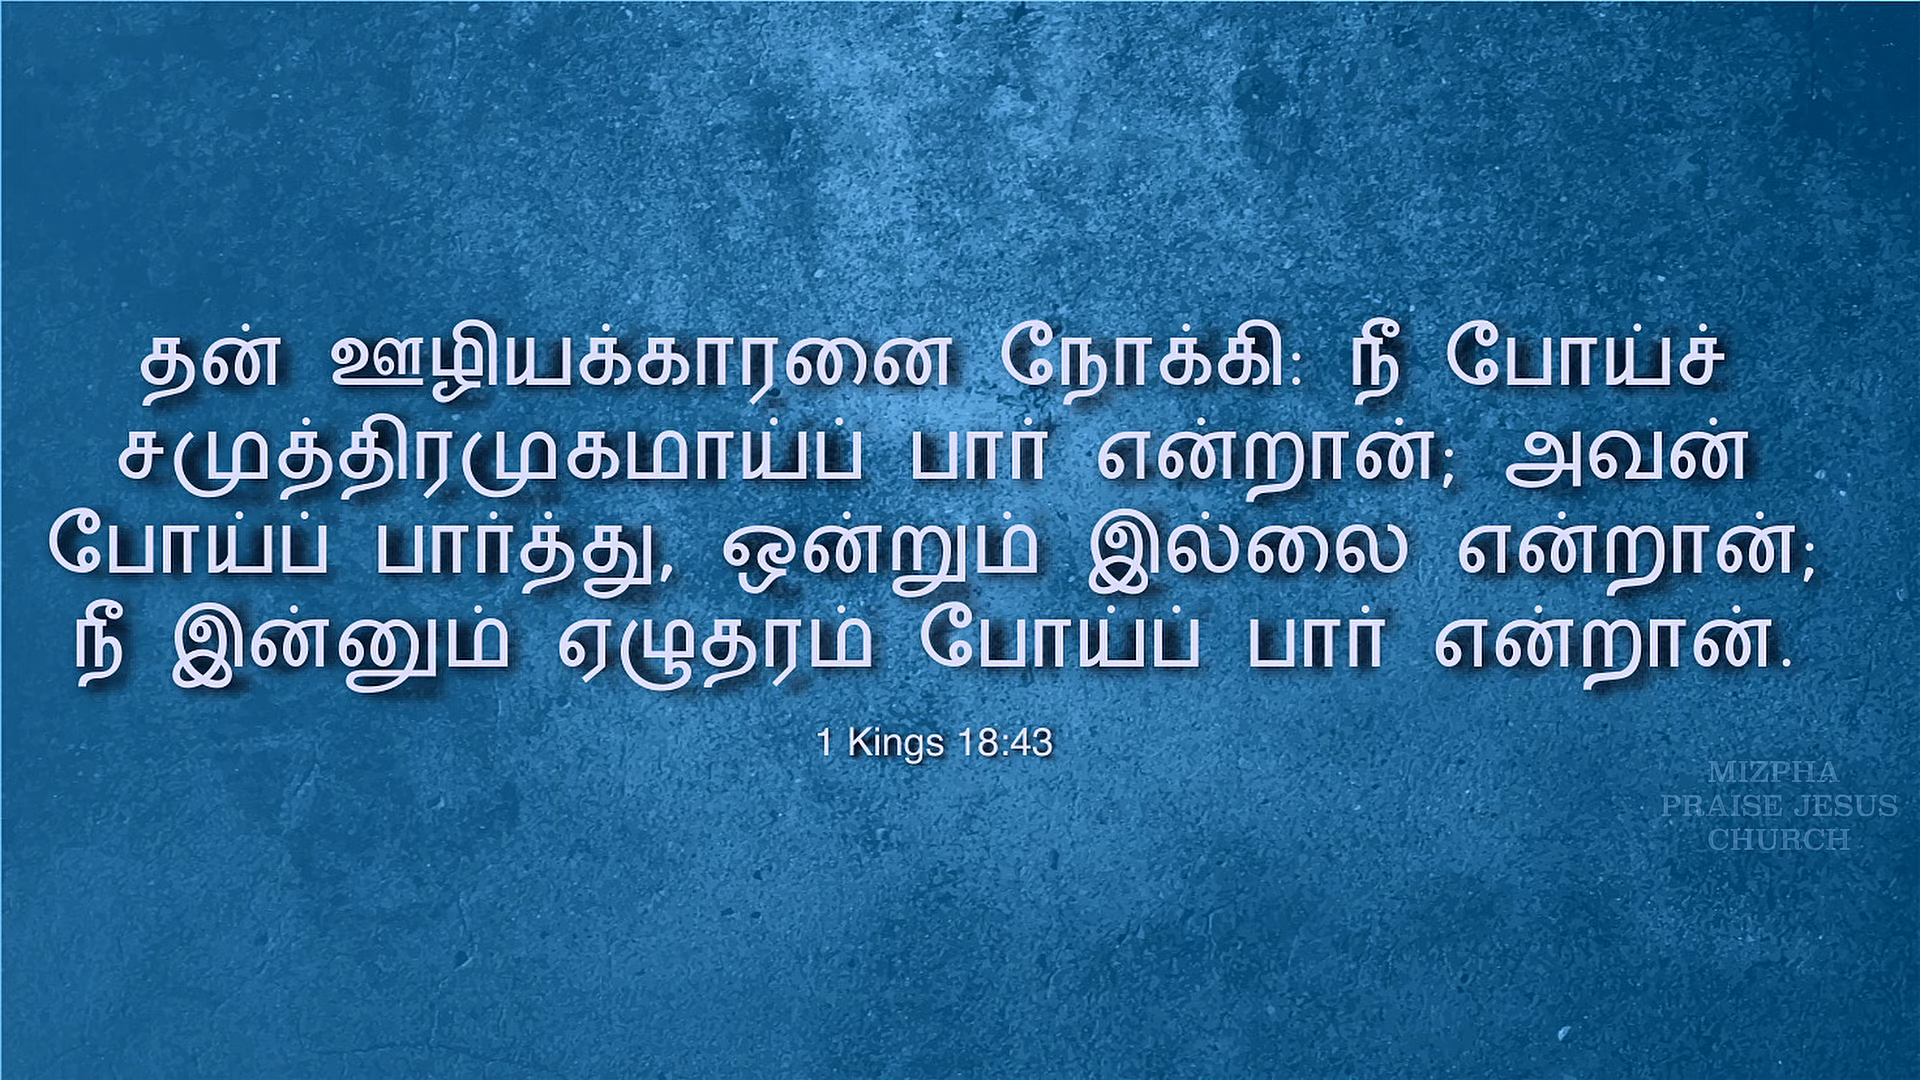 தன் ஊழியக்காரனை நோக்கி: நீ போய்ச்
சமுத்திரமுகமாய்ப் பார் என்றான்; அவன்
போய்ப் பார்த்து, ஒன்றும் இல்லை என்றான்;
நீ இன்னும் ஏழுதரம் போய்ப் பார் என்றான்.
1 Kings 18:43
MIZPHA
PRAISE JESUS
CHURCH